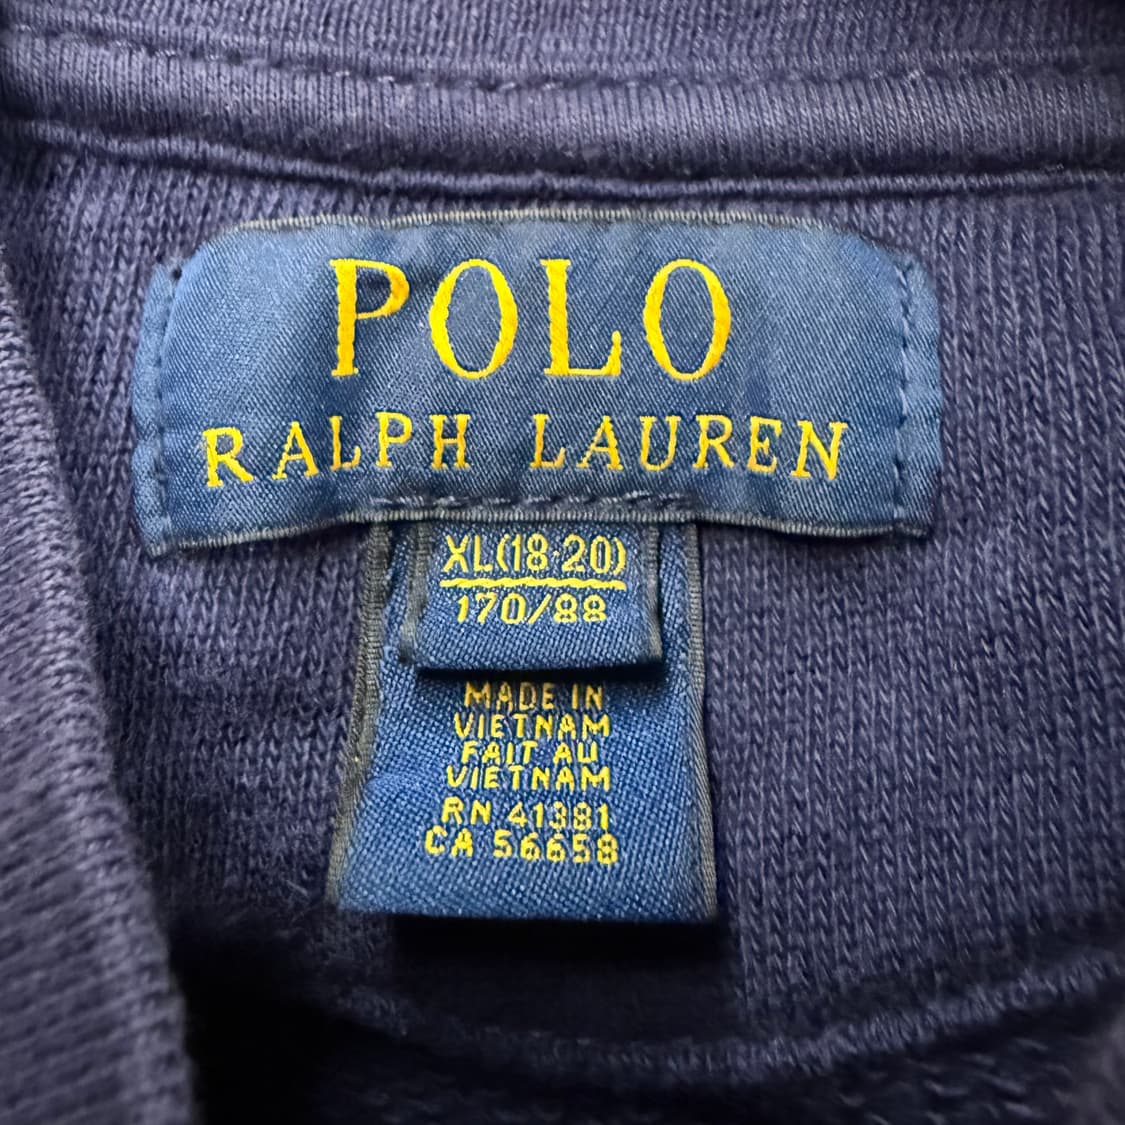 POLO
RALPH LAUREN
XL(18-20)
170/88
MADE IN
VIETNAM
FAIT AU
VIETNAM
RN 41381
CA 56658